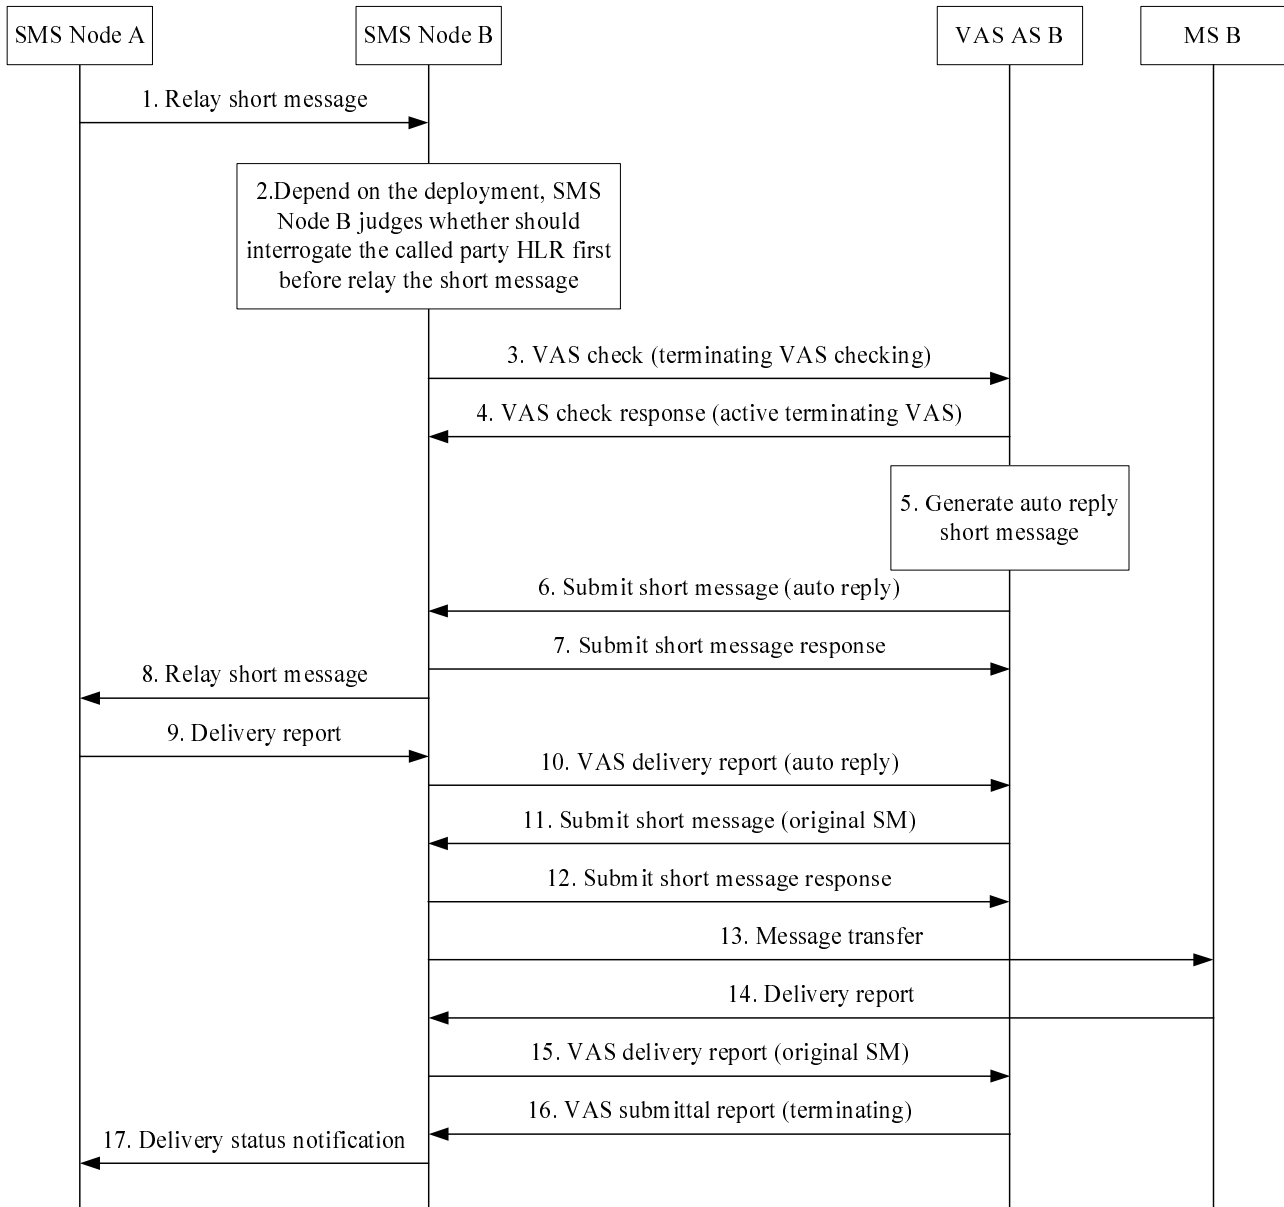 SMS Node A
SMS Node B
VAS AS B
MS B
1. Relay short message
2.Depend on the deployment, SMS
Node B judges whether should
interrogate the called party HLR first
before relay the short message
3. VAS check (terminating VAS checking)
4. VAS check response (active terminating VAS)
5. Generate auto reply
short message
6. Submit short message (auto reply)
7. Submit short message response
8. Relay short message
9. Delivery report
10. VAS delivery report (auto reply)
11. Submit short message (original SM)
12. Submit short message response
13. Message transfer
14. Delivery report
15. VAS delivery report (original SM)
16. VAS submittal report (terminating)
17. Delivery status notification